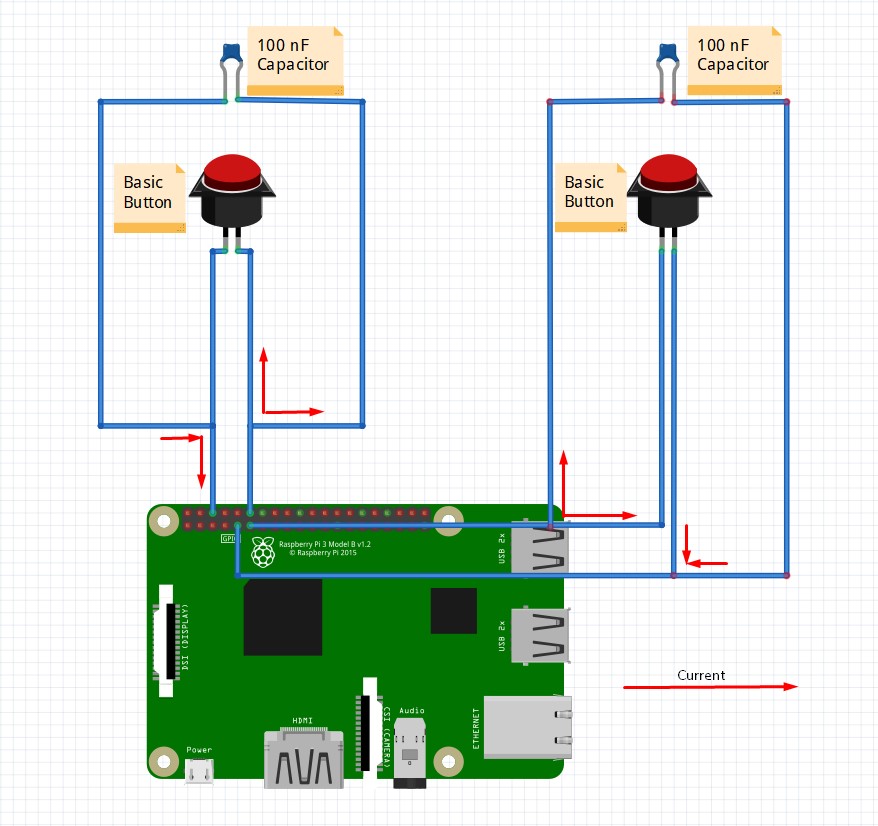 100 nF
Capacitor
100 nF
Capacitor
Basic
Button
Basic
Button
GPIO
Raspberry Pi 3 Model B v1.2
© Raspberry Pi 2015
USB 2x
DSI (DISPLAY)
USB 2x
Current
CSI (CAMERA)
Audio
ETHERNET
HDMI
Power